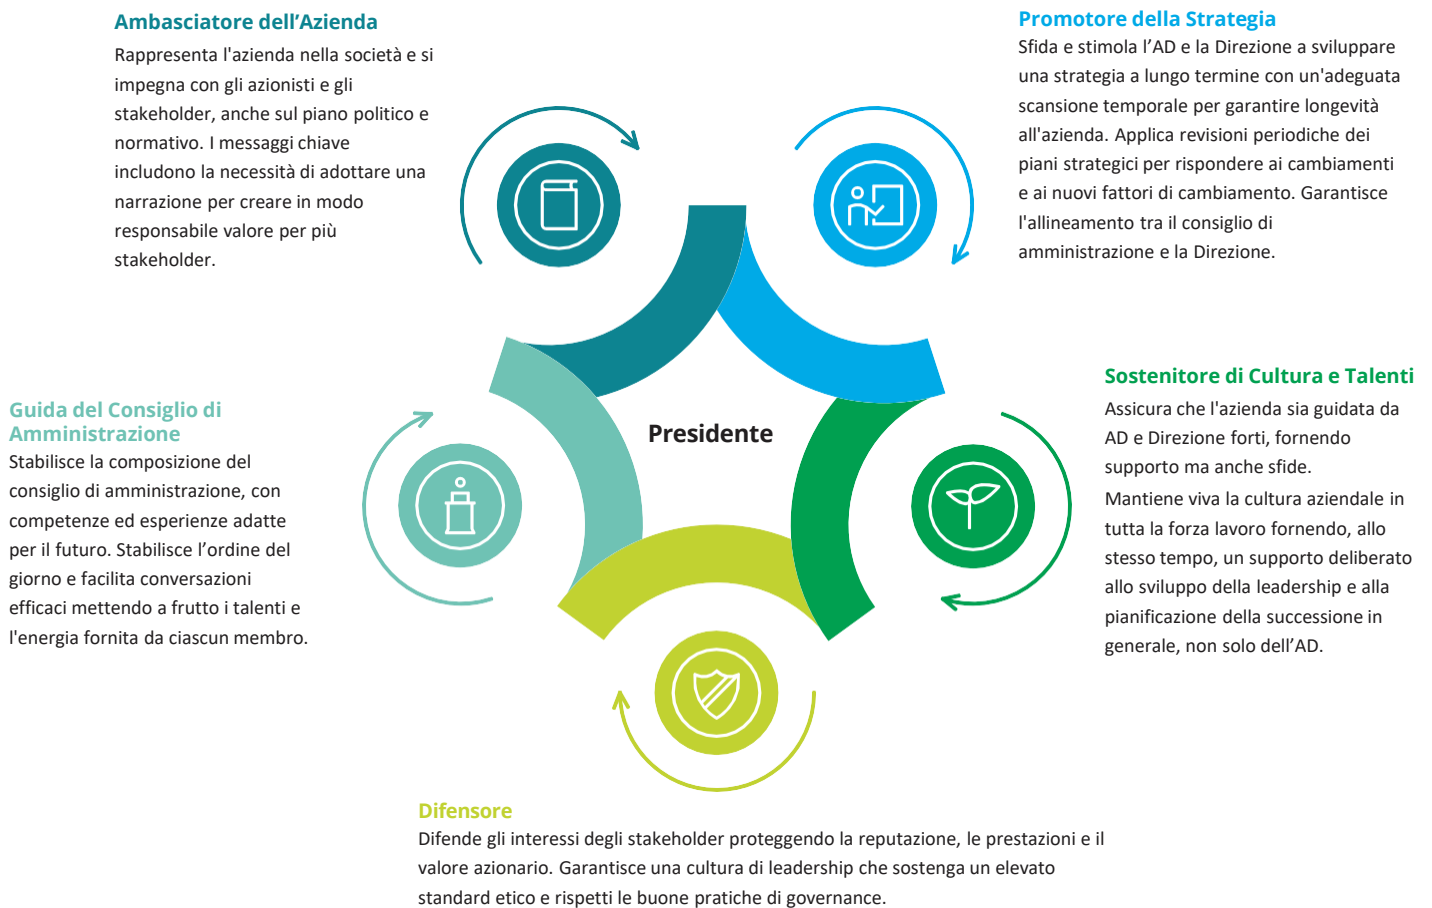 Ambasciatore dell’Azienda
Rappresenta l'azienda nella società e si
impegna con gli azionisti e gli
stakeholder, anche sul piano politico e
normativo. I messaggi chiave
includono la necessità di adottare una
narrazione per creare in modo
responsabile valore per più
stakeholder.
Promotore della Strategia
Sfida e stimola l’AD e la Direzione a sviluppare
una strategia a lungo termine con un'adeguata
scansione temporale per garantire longevità
all'azienda. Applica revisioni periodiche dei
piani strategici per rispondere ai cambiamenti
e ai nuovi fattori di cambiamento. Garantisce
l'allineamento tra il consiglio di
amministrazione e la Direzione.
Guida del Consiglio di
Amministrazione
Stabilisce la composizione del
consiglio di amministrazione, con
competenze ed esperienze adatte
per il futuro. Stabilisce l’ordine del
giorno e facilita conversazioni
efficaci mettendo a frutto i talenti e
l'energia fornita da ciascun membro.
Presidente
Sostenitore di Cultura e Talenti
Assicura che l'azienda sia guidata da
AD e Direzione forti, fornendo
supporto ma anche sfide.
Mantiene viva la cultura aziendale in
tutta la forza lavoro fornendo, allo
stesso tempo, un supporto deliberato
allo sviluppo della leadership e alla
pianificazione della successione in
generale, non solo dell’AD.
Difensore
Difende gli interessi degli stakeholder proteggendo la reputazione, le prestazioni e il
valore azionario. Garantisce una cultura di leadership che sostenga un elevato
standard etico e rispetti le buone pratiche di governance.